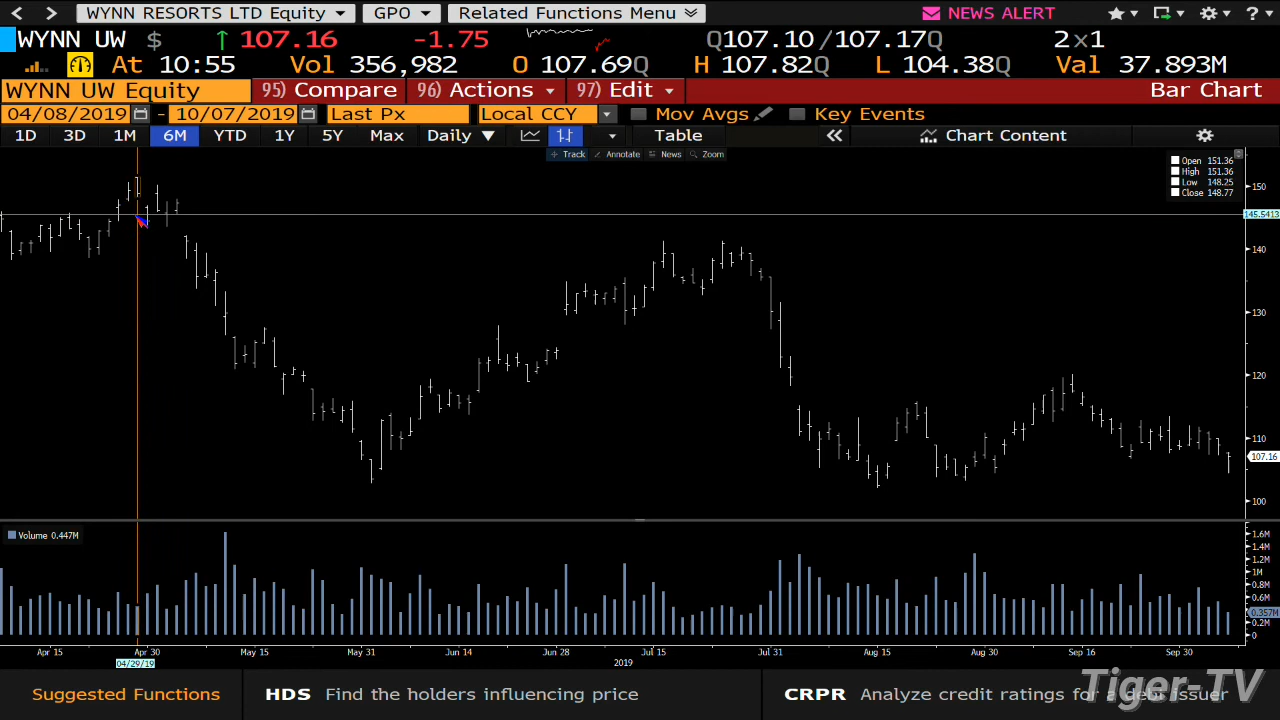 WYNN RESORTS LTD Equity GPO Related Functions Menu NEWS ALERT ?
WYNN UW $ ↑ 107.16 -1.75 Q107.10 /107.17Q 2×1
At 10:55 Vol 356,982 O 107.69Q H 107.82Q L 104.38Q Val 37.893M
WYNN UW Equity 95) Compare 96) Actions 97) Edit Bar Chart
04/08/2019 - 10/07/2019 Last Px Local CCY Mov Avgs Key Events
1D 3D 1M 6M YTD 1Y 5Y Max Daily ▼ Table « Chart Content
Track Annotate News Zoom
Open 151.36
High 151.36
Low 148.25
Close 148.77
150
145.5413
140
130
120
110
107.16
100
Volume 0.447M
1.6M
1.4M
1.2M
1M
0.8M
0.6M
0.357M
0.2M
0
Apr 15 Apr 30 May 15 May 31 Jun 14 Jun 28 Jul 15 Jul 31 Aug 15 Aug 30 Sep 16 Sep 30
04/29/19 2019
Suggested Functions HDS Find the holders influencing price CRPR Analyze credit ratings for a debt issuer
Tiger-TV